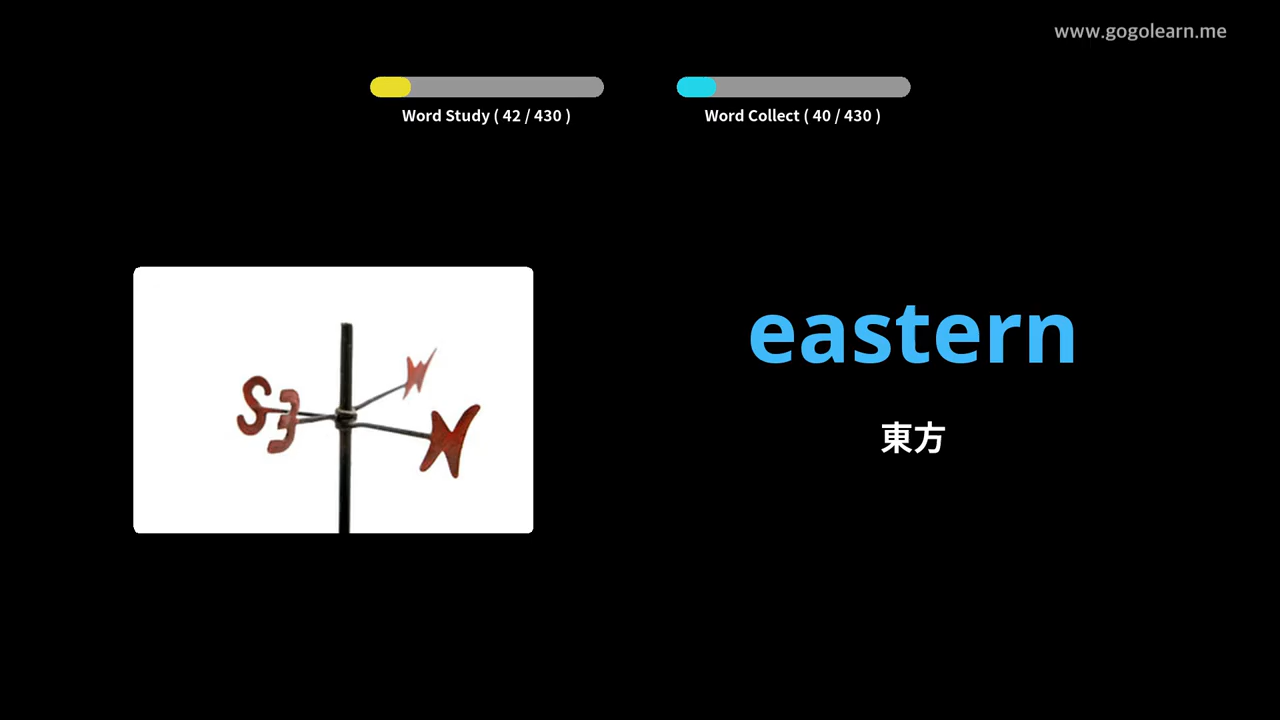 www.gogolearn.me
Word Study ( 42 / 430 )
Word Collect ( 40 / 430 )
S
E
N
eastern
東方